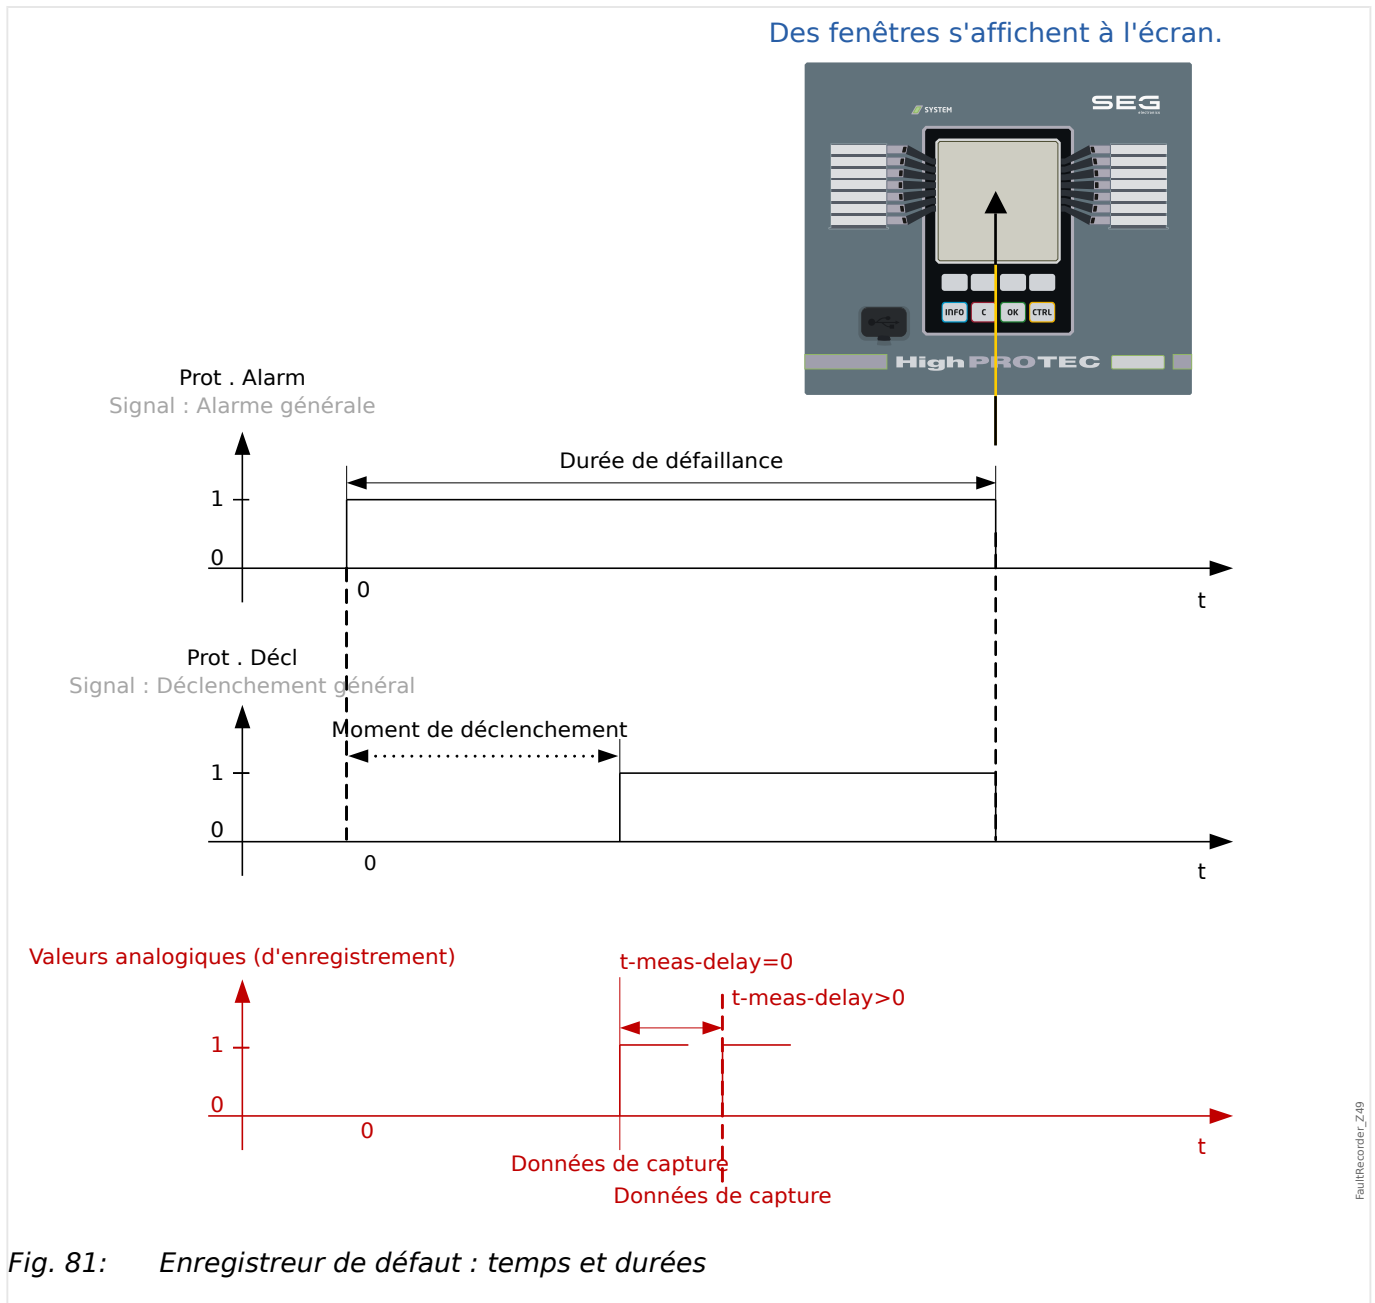 Des fenêtres s'affichent à l'écran.
SYSTEM
SEG
electronics
INFO
C
OK
CTRL
HighPROTEC
Prot . Alarm
Signal : Alarme générale
Durée de défaillance
1
0
0
t
Prot . Décl
Signal : Déclenchement général
Moment de déclenchement
1
0
0
t
Valeurs analogiques (d'enregistrement)
t-meas-delay=0
t-meas-delay>0
1
0
0
t
Données de capture
Données de capture
FaultRecorder_Z49
Fig. 81: Enregistreur de défaut : temps et durées